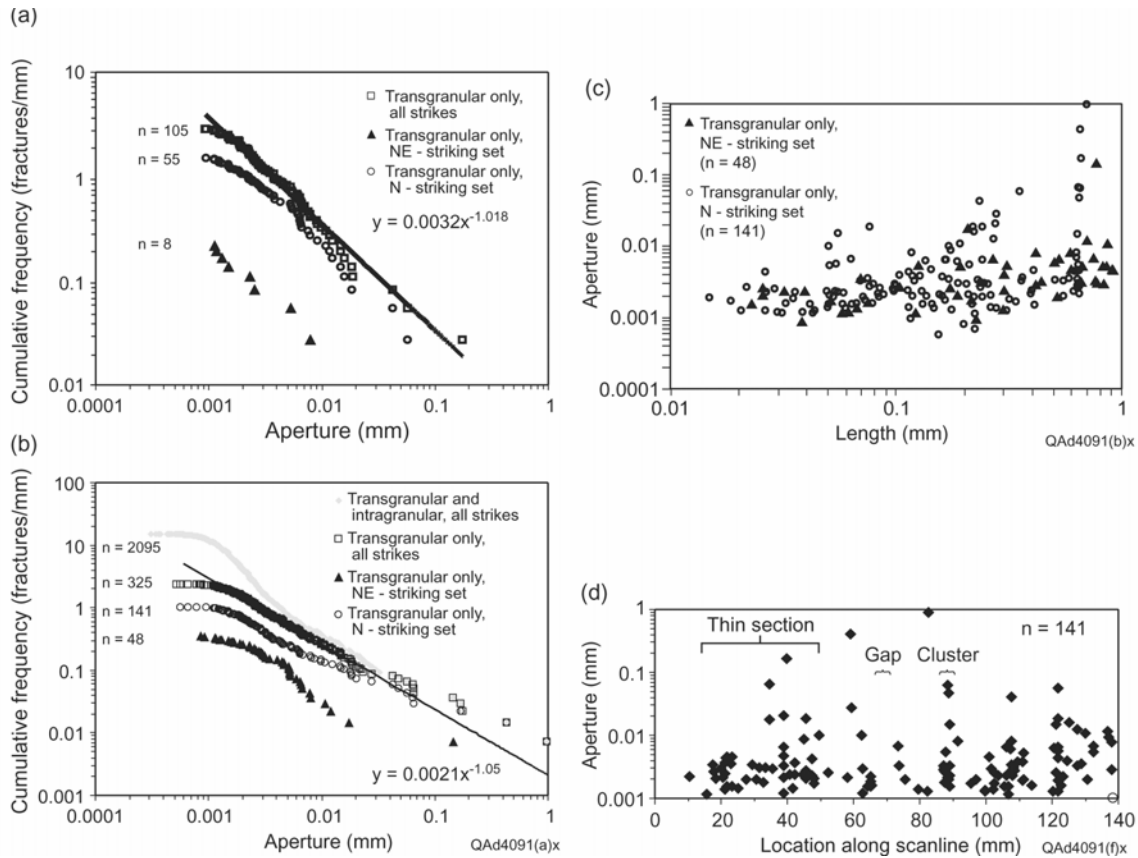 (a)
10
1
0.1
0.01
Cumulative frequency (fractures/mm)
n = 105
n = 55
n = 8
Transgranular only,
all strikes
Transgranular only,
NE - striking set
Transgranular only,
N - striking set
y = 0.0032x^-1.018
0.0001 0.001 0.01 0.1 1
Aperture (mm)
(b)
100
10
1
0.1
0.01
0.001
Cumulative frequency (fractures/mm)
n = 2095
n = 325
n = 141
n = 48
Transgranular and
intragranular, all strikes
Transgranular only,
all strikes
Transgranular only,
NE - striking set
Transgranular only,
N - striking set
y = 0.0021x^-1.05
0.0001 0.001 0.01 0.1 1
Aperture (mm)
QAd4091(a)x
(c)
1
0.1
0.01
0.001
0.0001
Aperture (mm)
Transgranular only,
NE - striking set
(n = 48)
Transgranular only,
N - striking set
(n = 141)
0.01 0.1 1
Length (mm)
QAd4091(b)x
(d)
1
0.1
0.01
0.001
Aperture (mm)
Thin section
Gap
Cluster
n = 141
0 20 40 60 80 100 120 140
Location along scanline (mm)
QAd4091(f)x